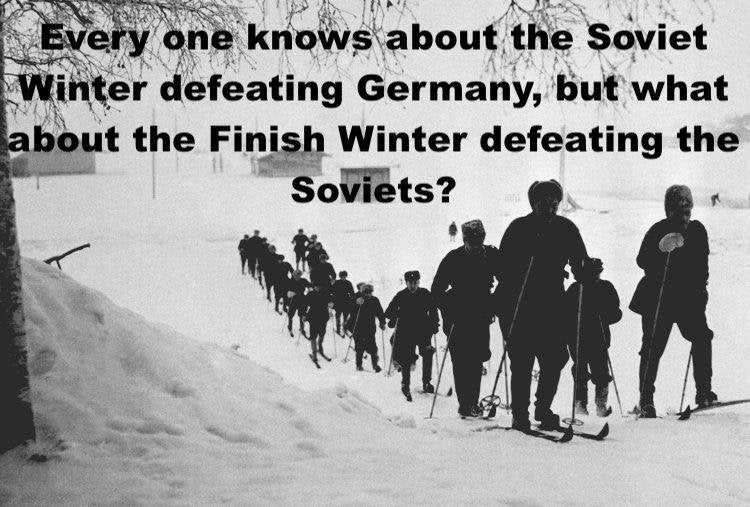 Every one knows about the Soviet
Winter defeating Germany, but what
about the Finish Winter defeating the
Soviets?